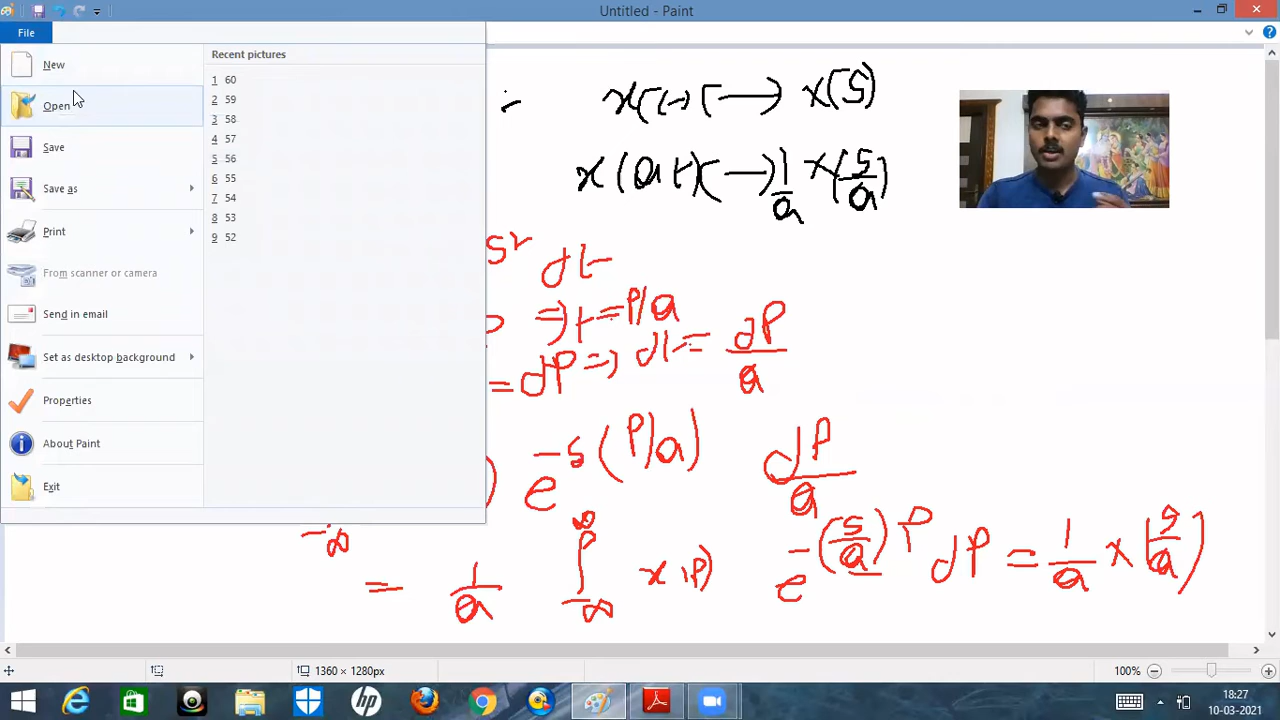 Untitled - Paint
File
New
Open
Save
Save as
Print
From scanner or camera
Send in email
Set as desktop background
Properties
About Paint
Exit
Recent pictures
1 60
2 59
3 58
4 57
5 56
6 55
7 54
8 53
9 52
:- x(t) ⟷ X(s)
x(at) ⟷ 1/a X(s/a)
dt
⇒ t = P/a
= dP ⇒ dt = dP/a
) e^{-s(P/a)} dP/a
-∞
= 1/a ∫_{-∞}^{∞} x(P) e^{-(s/a)P} dP = 1/a X(s/a)
1360 × 1280px
100%
18:27
10-03-2021